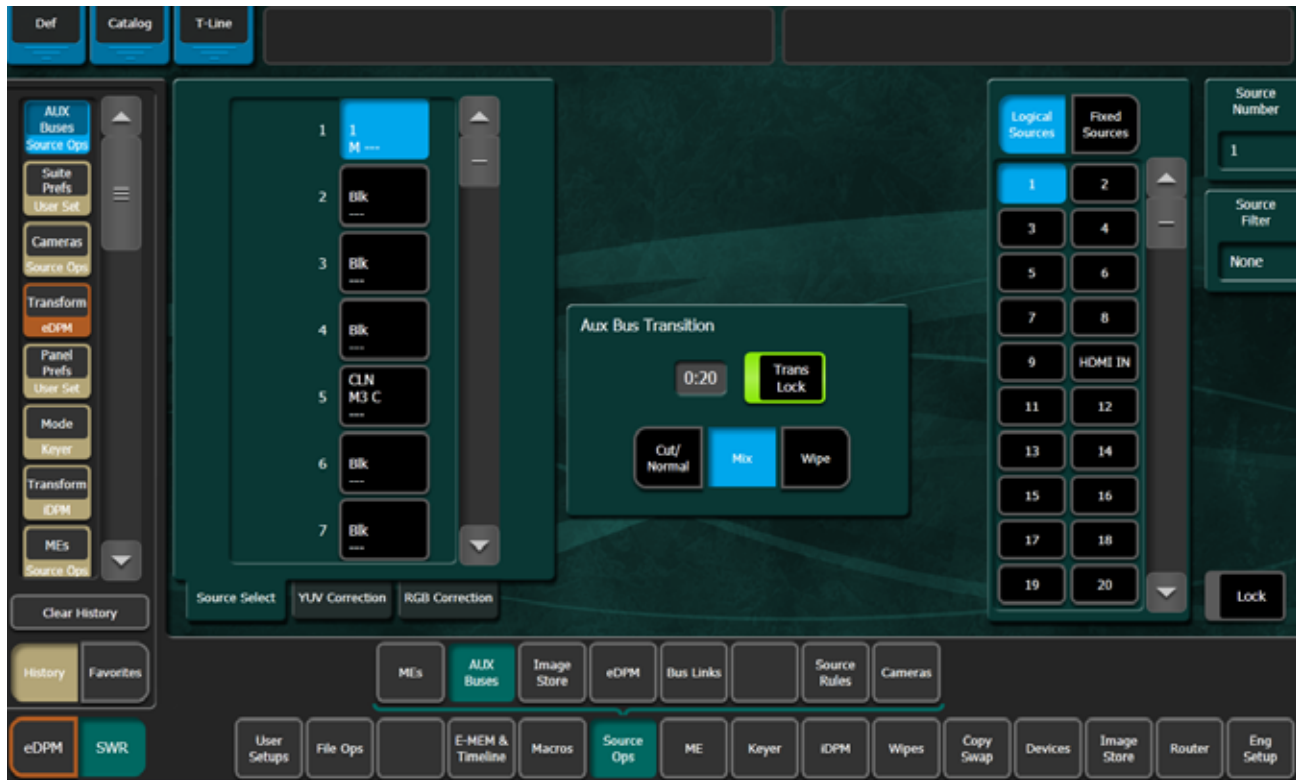 Def
Catalog
T-Line
AUX
Buses
Source Ops
Suite
Prefs
User Set
Cameras
Source Ops
Transform
eDPM
Panel
Prefs
User Set
Mode
Keyer
Transform
iDPM
MEs
Source Ops
Clear History
History
Favorites
eDPM
SWR
1
1
M ---
2
Blk
---
3
Blk
---
4
Blk
---
5
CLN
M3 C
---
6
Blk
---
7
Blk
---
Source Select
YUV Correction
RGB Correction
Aux Bus Transition
0:20
Trans
Lock
Cut/
Normal
Mix
Wipe
Logical
Sources
Fixed
Sources
1
2
3
4
5
6
7
8
9
HDMI IN
11
12
13
14
15
16
17
18
19
20
Source
Number
1
Source
Filter
None
Lock
MEs
AUX
Buses
Image
Store
eDPM
Bus Links
Source
Rules
Cameras
User
Setups
File Ops
E-MEM &
Timeline
Macros
Source
Ops
ME
Keyer
iDPM
Wipes
Copy
Swap
Devices
Image
Store
Router
Eng
Setup